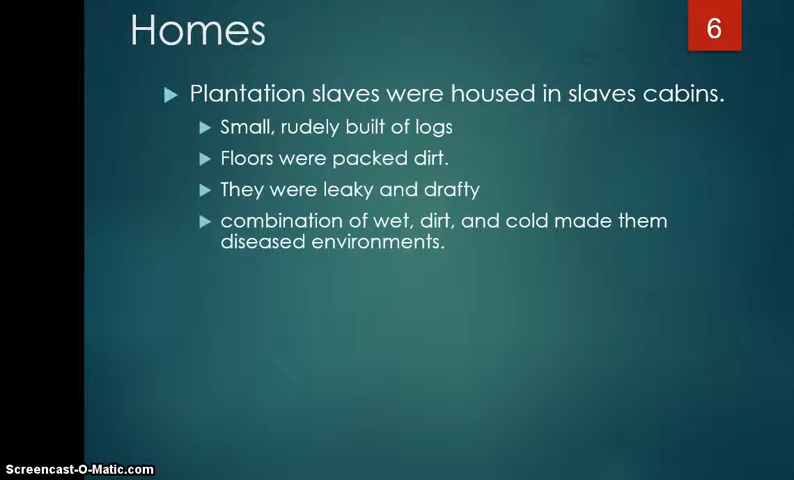 Homes
6
Plantation slaves were housed in slaves cabins.
Small, rudely built of logs
Floors were packed dirt.
They were leaky and drafty
combination of wet, dirt, and cold made them
diseased environments.
Screencast-O-Matic.com